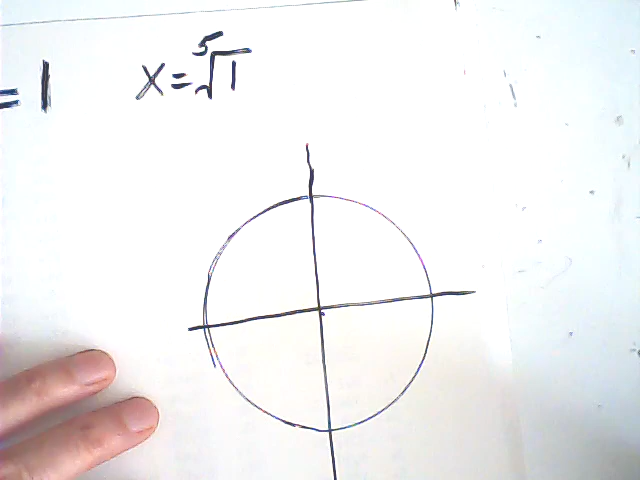 = 1 x = ⁵√1